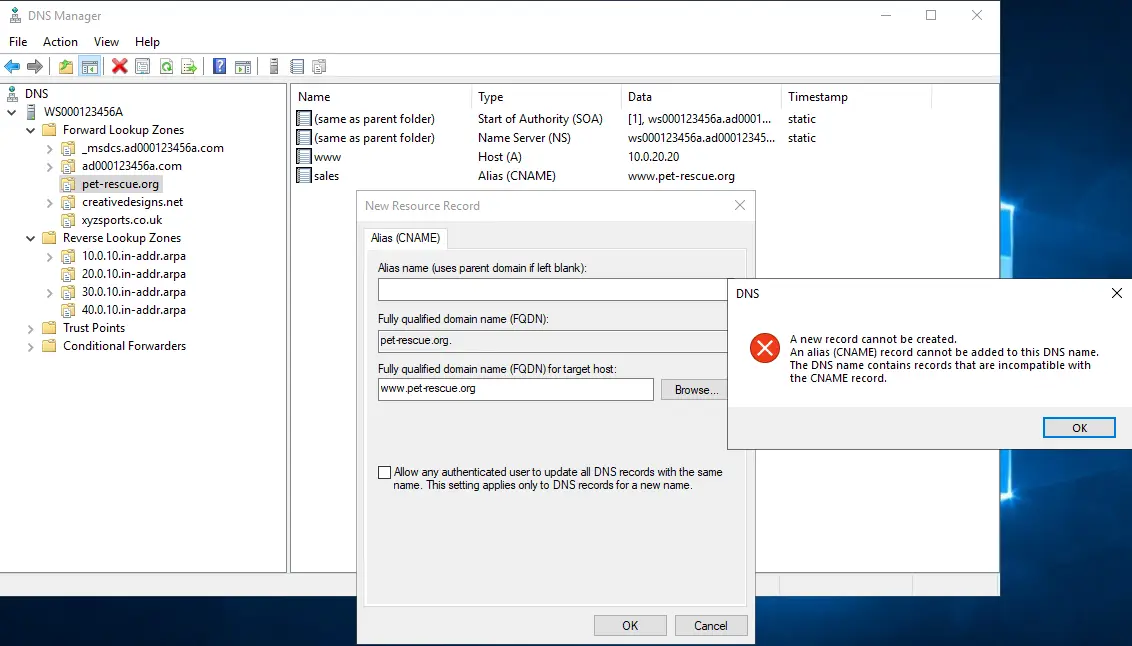 DNS Manager
File Action View Help
DNS
WS000123456A
Forward Lookup Zones
_msdcs.ad000123456a.com
ad000123456a.com
pet-rescue.org
creativedesigns.net
xyzsports.co.uk
Reverse Lookup Zones
10.0.10.in-addr.arpa
20.0.10.in-addr.arpa
30.0.10.in-addr.arpa
40.0.10.in-addr.arpa
Trust Points
Conditional Forwarders
Name Type Data Timestamp
(same as parent folder) Start of Authority (SOA) [1], ws000123456a.ad0001... static
(same as parent folder) Name Server (NS) ws000123456a.ad00012345... static
www Host (A) 10.0.20.20
sales Alias (CNAME) www.pet-rescue.org
New Resource Record
Alias (CNAME)
Alias name (uses parent domain if left blank):
Fully qualified domain name (FQDN):
pet-rescue.org.
Fully qualified domain name (FQDN) for target host:
www.pet-rescue.org
Browse...
Allow any authenticated user to update all DNS records with the same
name. This setting applies only to DNS records for a new name.
OK Cancel
DNS
A new record cannot be created.
An alias (CNAME) record cannot be added to this DNS name.
The DNS name contains records that are incompatible with
the CNAME record.
OK